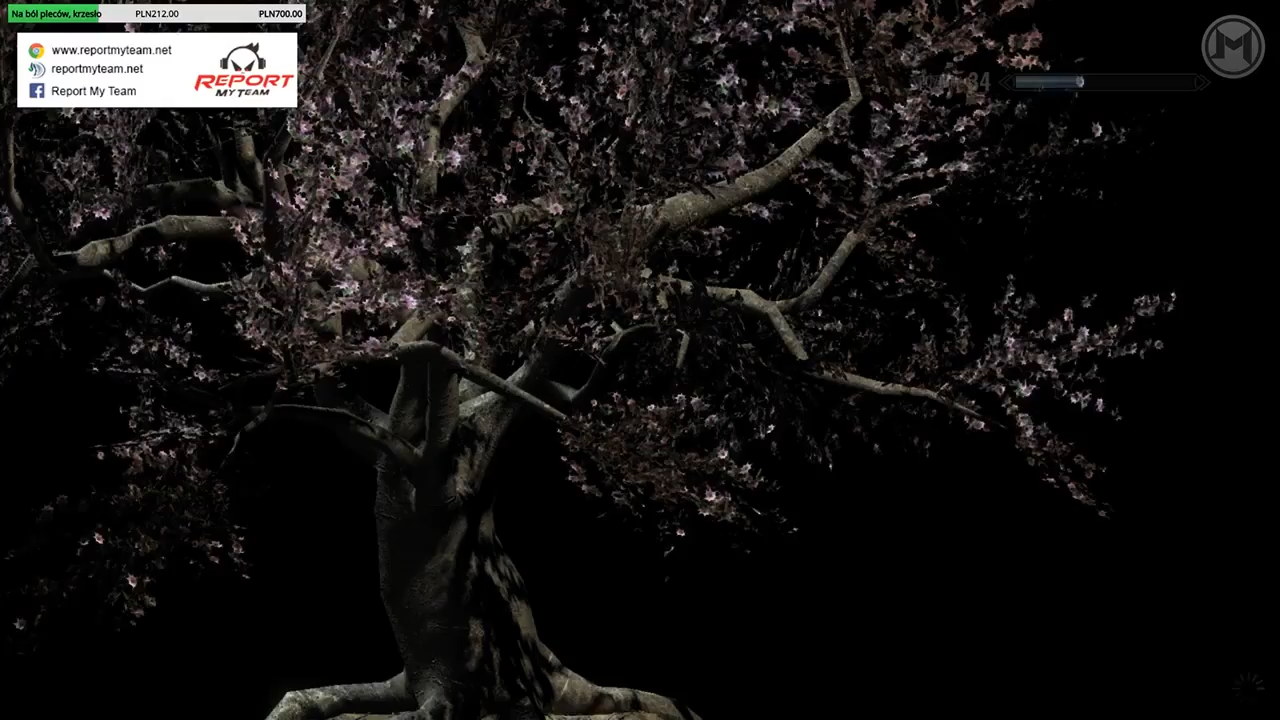 Na ból pleców, krzesło PLN212.00 PLN700.00
www.reportmyteam.net
reportmyteam.net
Report My Team
REPORT
MY TEAM
34
M